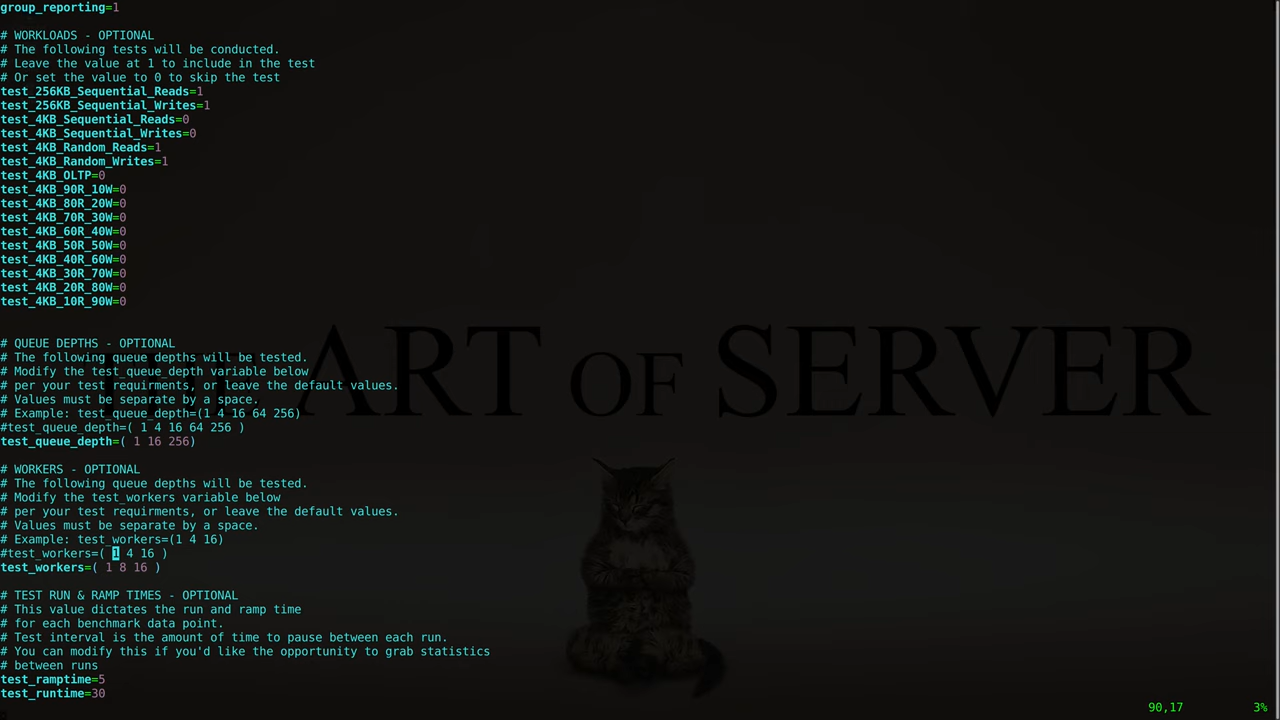 group_reporting=1
# WORKLOADS - OPTIONAL
# The following tests will be conducted.
# Leave the value at 1 to include in the test
# Or set the value to 0 to skip the test
test_256KB_Sequential_Reads=1
test_256KB_Sequential_Writes=1
test_4KB_Sequential_Reads=0
test_4KB_Sequential_Writes=0
test_4KB_Random_Reads=1
test_4KB_Random_Writes=1
test_4KB_OLTP=0
test_4KB_90R_10W=0
test_4KB_80R_20W=0
test_4KB_70R_30W=0
test_4KB_60R_40W=0
test_4KB_50R_50W=0
test_4KB_40R_60W=0
test_4KB_30R_70W=0
test_4KB_20R_80W=0
test_4KB_10R_90W=0
# QUEUE DEPTHS - OPTIONAL
# The following queue depths will be tested.
# Modify the test_queue_depth variable below
# per your test requirments, or leave the default values.
# Values must be separate by a space.
# Example: test_queue_depth=(1 4 16 64 256)
#test_queue_depth=( 1 4 16 64 256 )
test_queue_depth=( 1 16 256)
# WORKERS - OPTIONAL
# The following queue depths will be tested.
# Modify the test_workers variable below
# per your test requirments, or leave the default values.
# Values must be separate by a space.
# Example: test_workers=(1 4 16)
#test_workers=( 1 4 16 )
test_workers=( 1 8 16 )
# TEST RUN & RAMP TIMES - OPTIONAL
# This value dictates the run and ramp time
# for each benchmark data point.
# Test interval is the amount of time to pause between each run.
# You can modify this if you'd like the opportunity to grab statistics
# between runs
test_ramptime=5
test_runtime=30
90,17 3%
ART OF SERVER